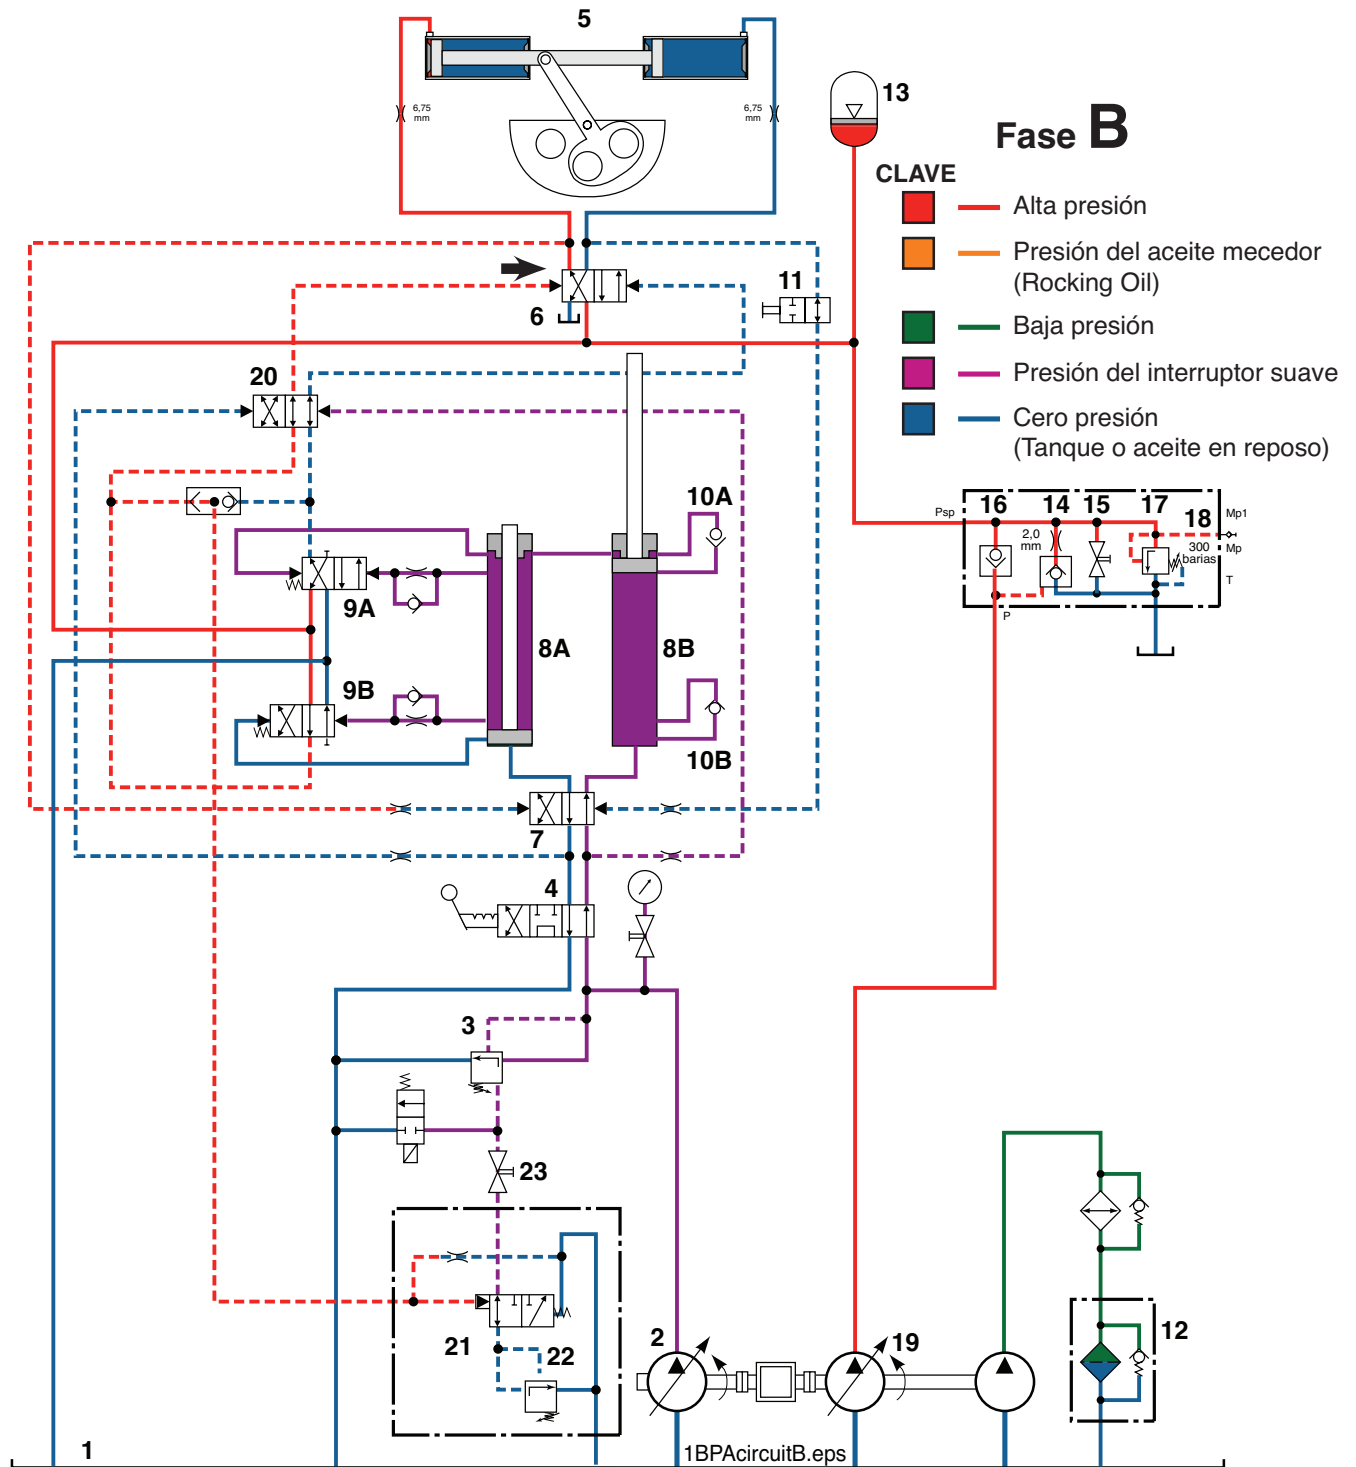 5
6,75
mm
6,75
mm
13
Fase B
CLAVE
Alta presión
Presión del aceite mecedor
(Rocking Oil)
Baja presión
Presión del interruptor suave
Cero presión
(Tanque o aceite en reposo)
11
6
20
10A
Psp
16
14
15
17
18
Mp1
2,0
mm
300
barias
Mp
T
P
9A
8A
8B
9B
10B
7
4
3
23
21
22
2
19
12
1
1BPAcircuitB.eps